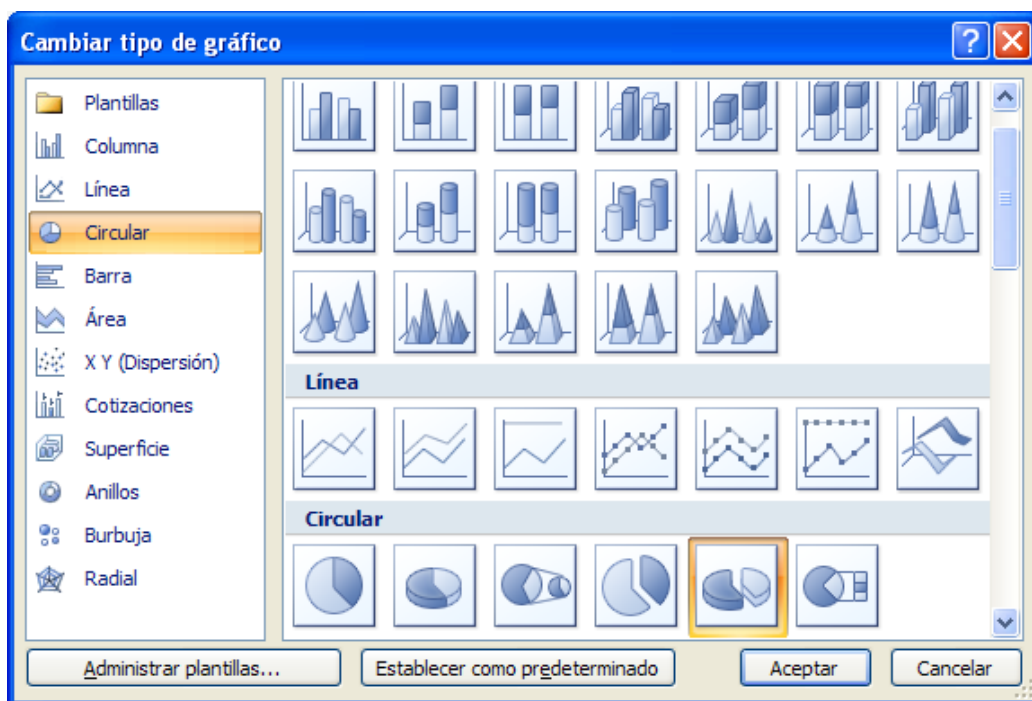 Cambiar tipo de gráfico
Plantillas
Columna
Línea
Circular
Barra
Área
X Y (Dispersión)
Cotizaciones
Superficie
Anillos
Burbuja
Radial
Línea
Circular
Administrar plantillas...
Establecer como predeterminado
Aceptar
Cancelar